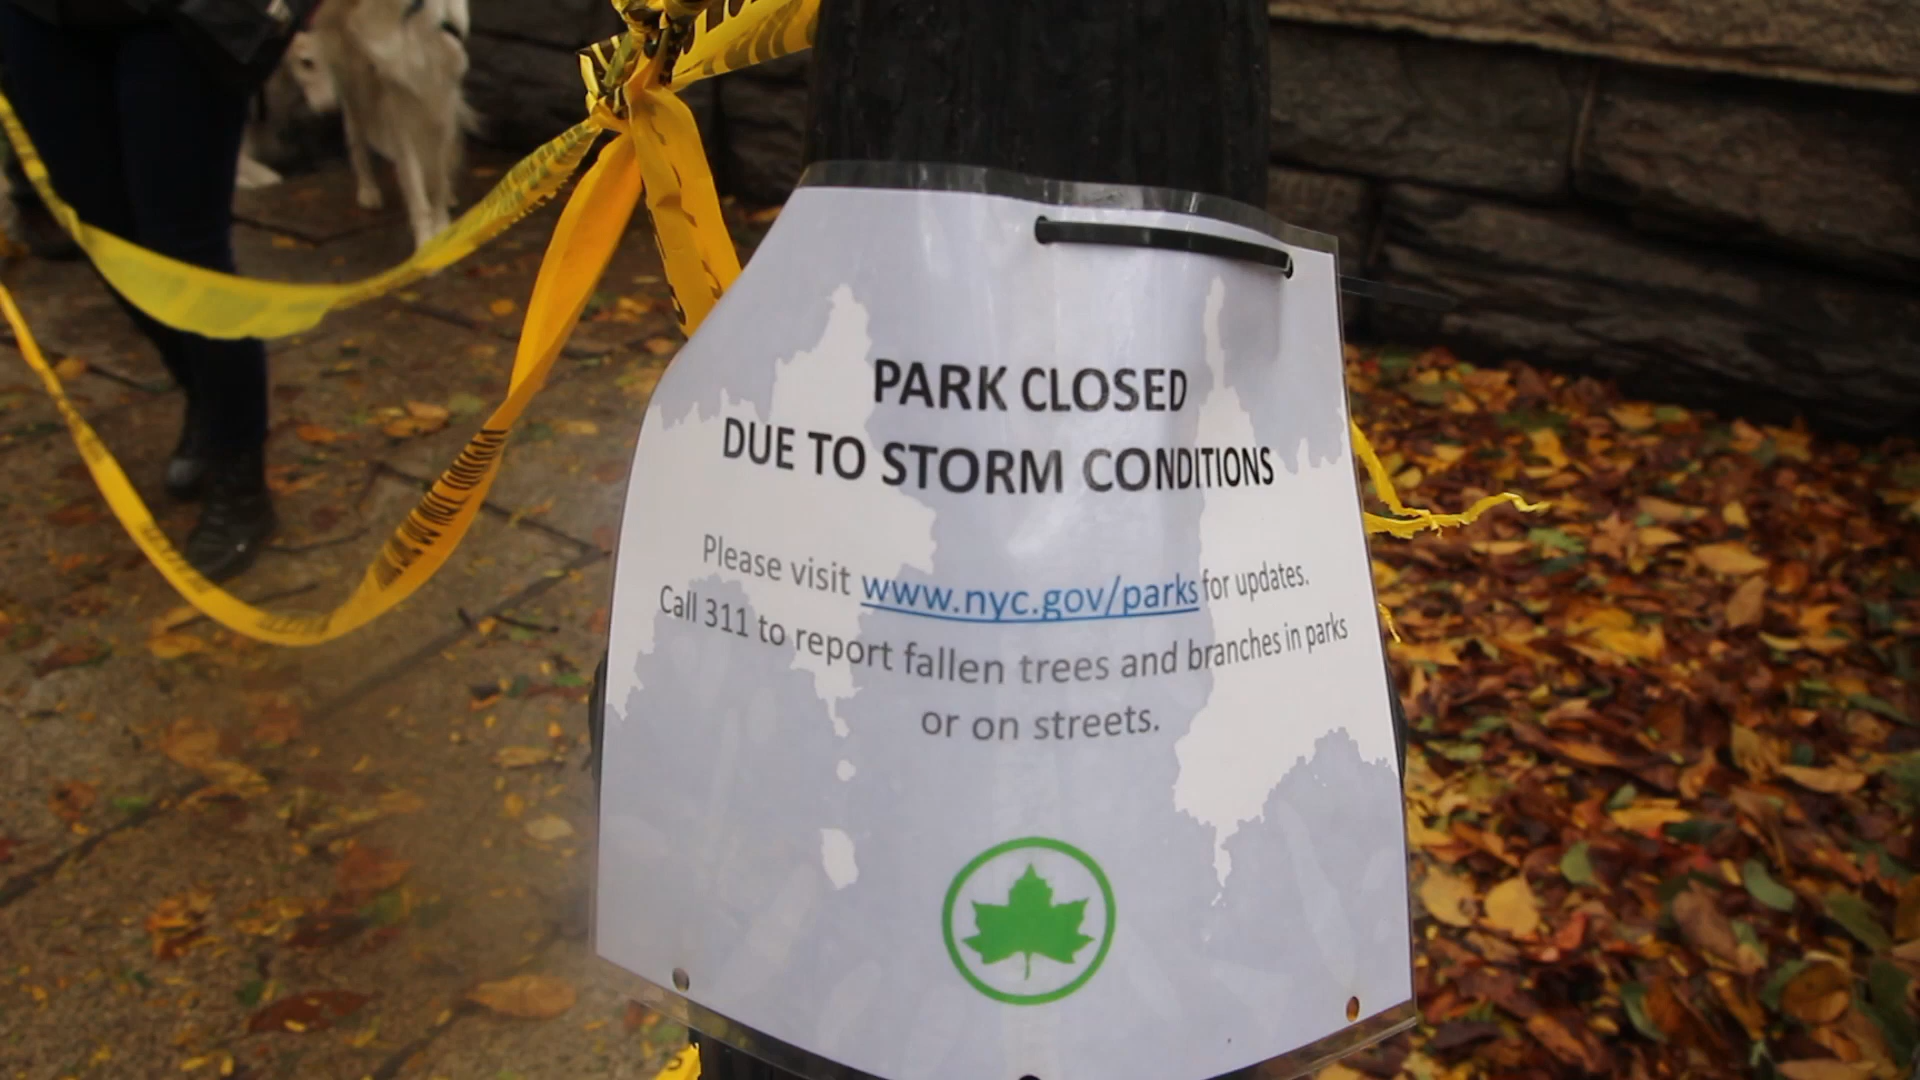 PARK CLOSED
DUE TO STORM CONDITIONS
Please visit www.nyc.gov/parks for updates.
Call 311 to report fallen trees and branches in parks
or on streets.